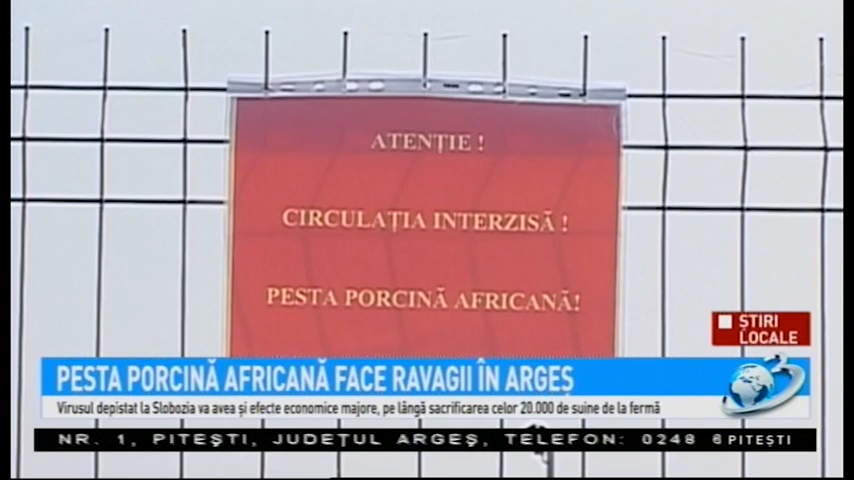 ATENȚIE !
CIRCULAȚIA INTERZISĂ !
PESTA PORCINĂ AFRICANĂ!
ȘTIRI
LOCALE
PESTA PORCINĂ AFRICANĂ FACE RAVAGII ÎN ARGEȘ
Virusul depistat la Slobozia va avea și efecte economice majore, pe lângă sacrificarea celor 20.000 de suine de la fermă
NR. 1, PITEȘTI, JUDEȚUL ARGEȘ, TELEFON: 0248 6 PITEȘTI